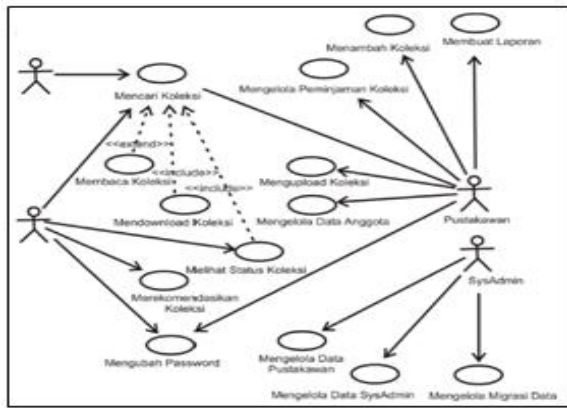 Menambah Koleksi
Membuat Laporan
Mengelola Peminjaman Koleksi
Mencari Koleksi
<<extend>>
Membaca Koleksi
<<include>>
<<include>>
Mengupload Koleksi
Mendownload Koleksi
Mengelola Data Anggota
Pustakawan
Melihat Status Koleksi
SysAdmin
Merekomendasikan
Koleksi
Mengubah Password
Mengelola Data
Pustakawan
Mengelola Data SysAdmin
Mengelola Migrasi Data